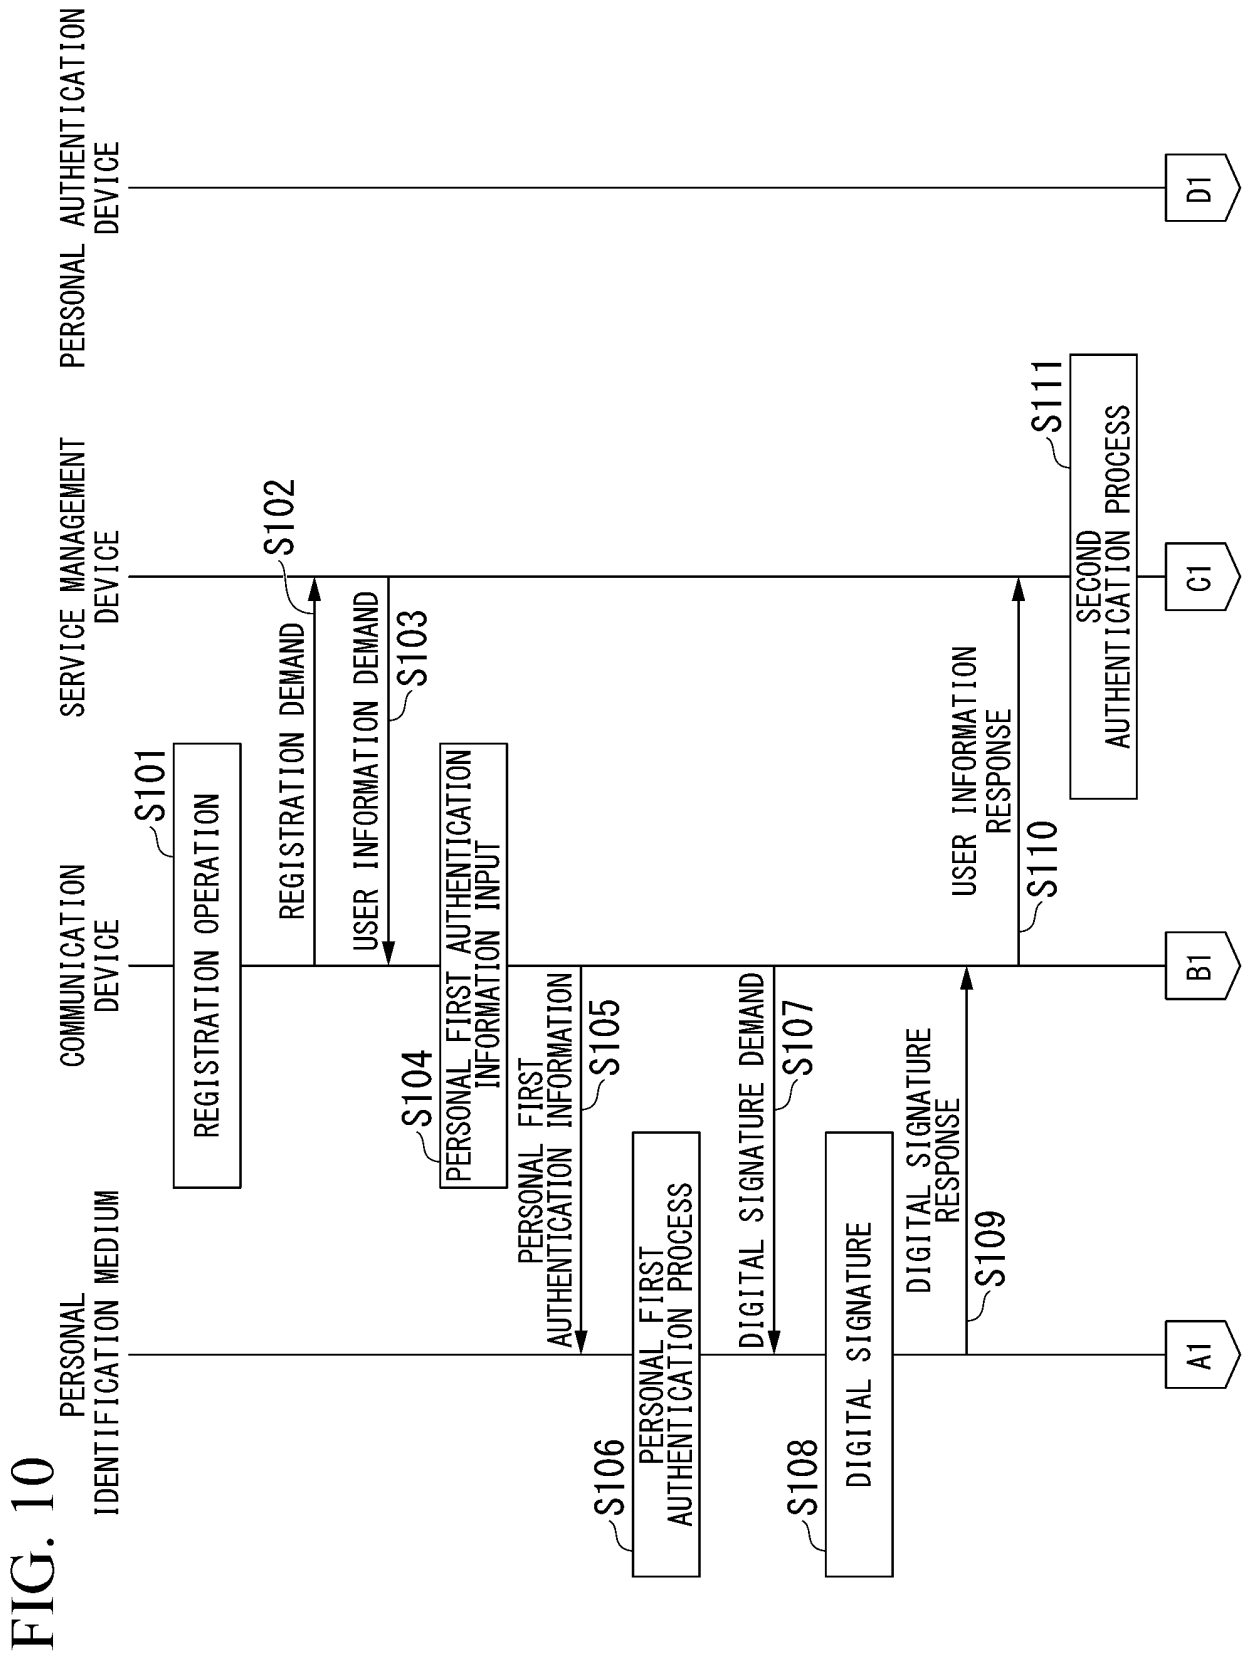 FIG. 10
PERSONAL
IDENTIFICATION MEDIUM
COMMUNICATION
DEVICE
SERVICE MANAGEMENT
DEVICE
PERSONAL AUTHENTICATION
DEVICE
S101
REGISTRATION OPERATION
REGISTRATION DEMAND
S102
USER INFORMATION DEMAND
S103
S104
PERSONAL FIRST AUTHENTICATION
INFORMATION INPUT
PERSONAL FIRST
AUTHENTICATION INFORMATION
S105
S106
PERSONAL FIRST
AUTHENTICATION PROCESS
DIGITAL SIGNATURE DEMAND
S107
S108
DIGITAL SIGNATURE
DIGITAL SIGNATURE
RESPONSE
S109
USER INFORMATION
RESPONSE
S110
S111
SECOND
AUTHENTICATION PROCESS
A1
B1
C1
D1